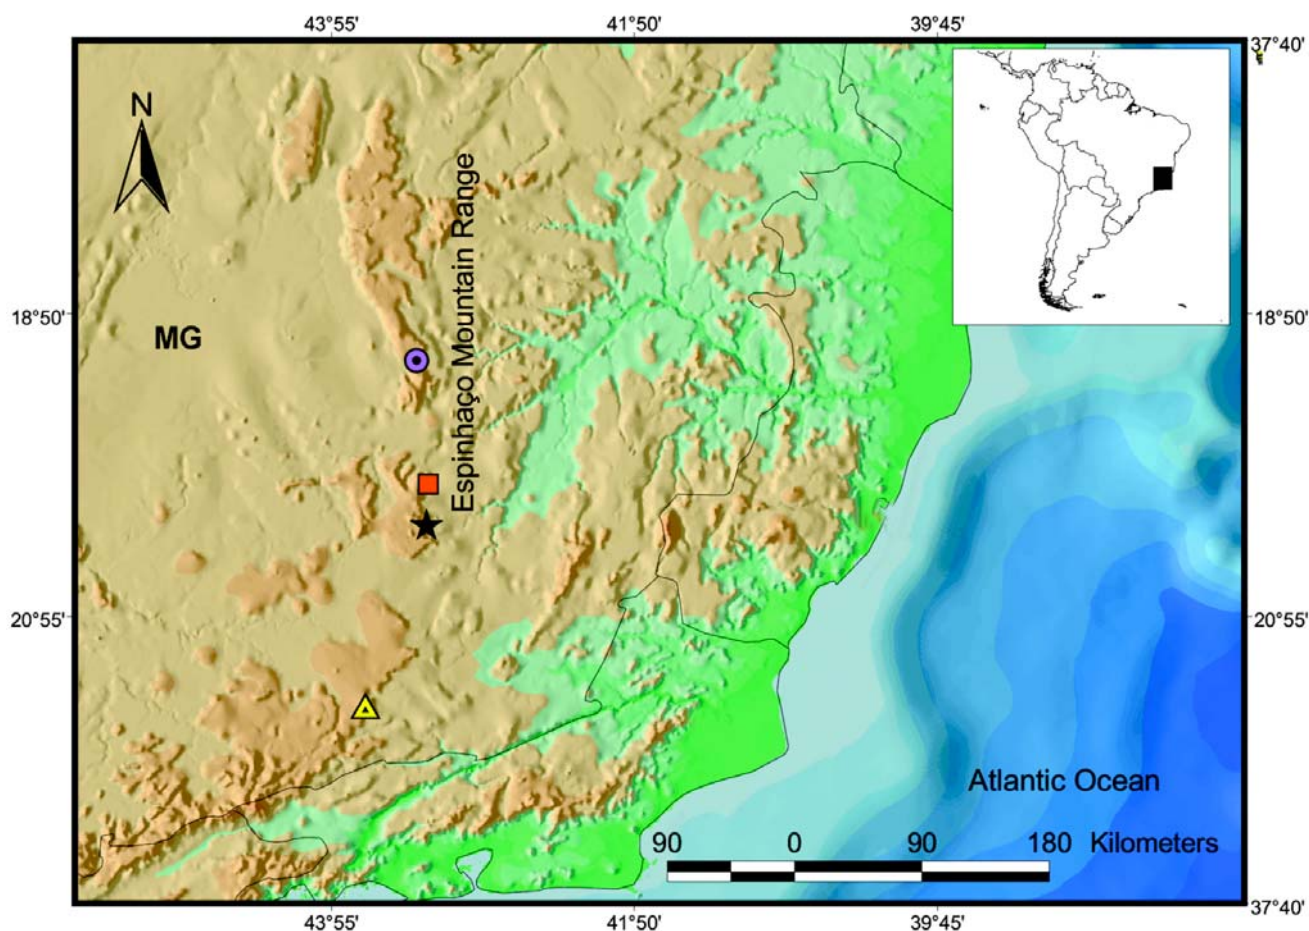 43°55' 41°50' 39°45'
37°40'
N
Espinhaço Mountain Range
18°50' 18°50'
MG
20°55' 20°55'
Atlantic Ocean
90 0 90 180 Kilometers
37°40'
43°55' 41°50' 39°45'